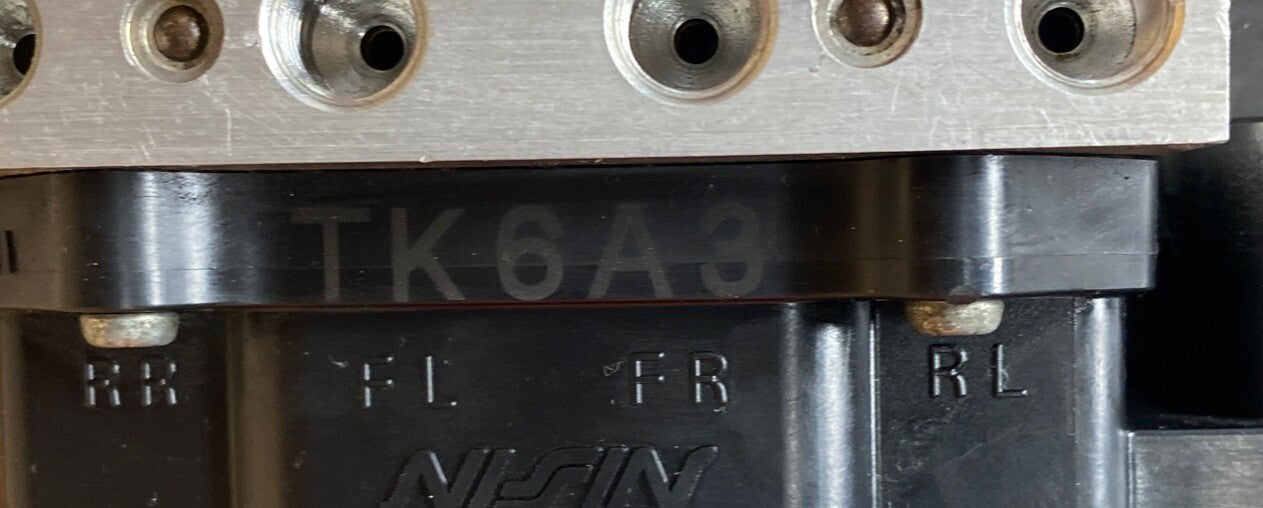 TK6A3
RR FL FR RL
NISSIN